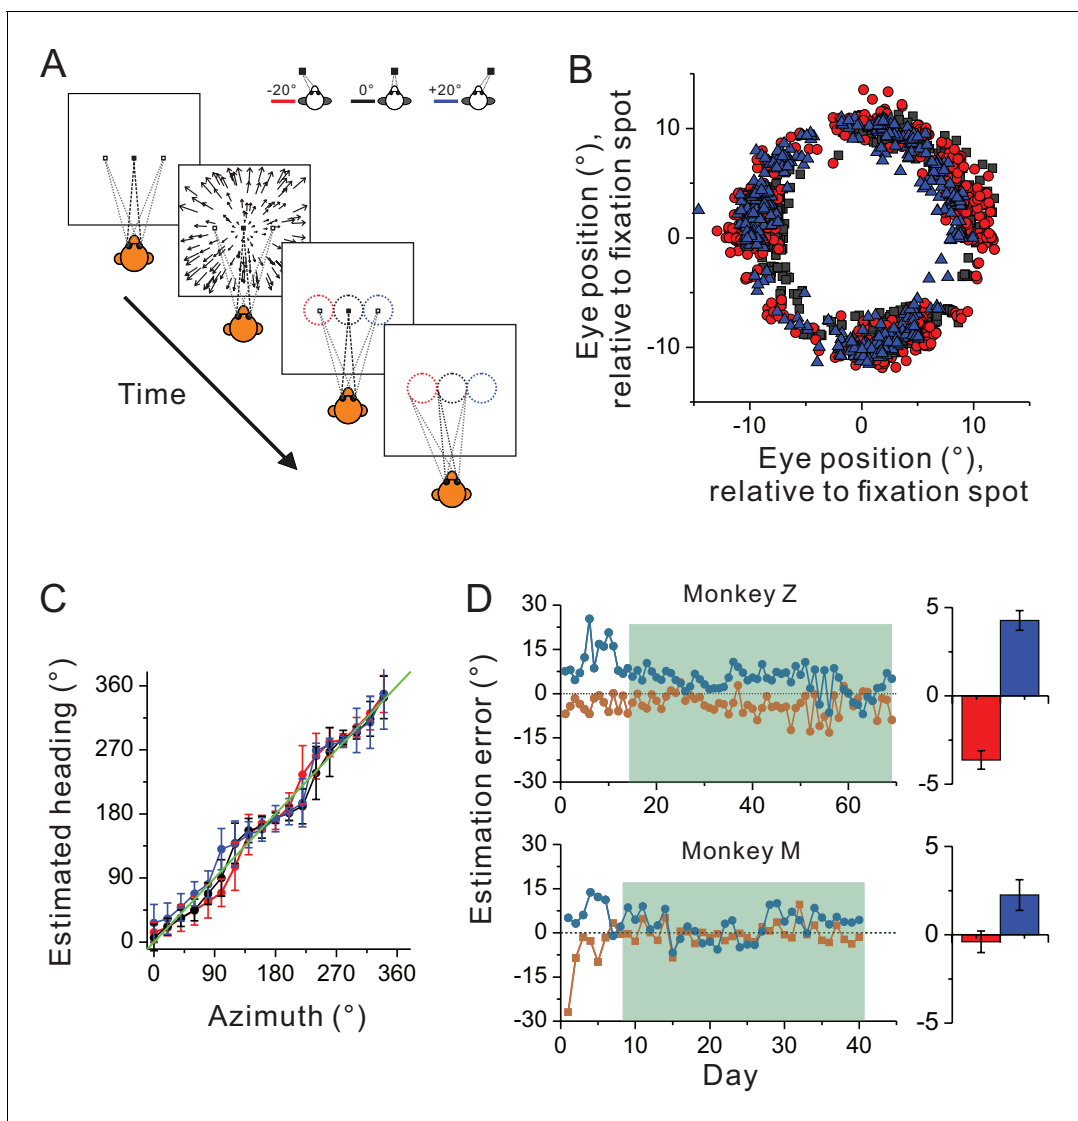 A
-20°
0°
+20°
Time
B
Eye position (°),
relative to fixation spot
10
0
-10
-10
0
10
Eye position (°),
relative to fixation spot
C
Estimated heading (°)
360
270
180
90
0
0
90
180
270
360
Azimuth (°)
D
Estimation error (°)
Monkey Z
30
15
0
-15
-30
0
20
40
60
5
0
-5
Monkey M
30
15
0
-15
-30
0
10
20
30
40
Day
5
0
-5